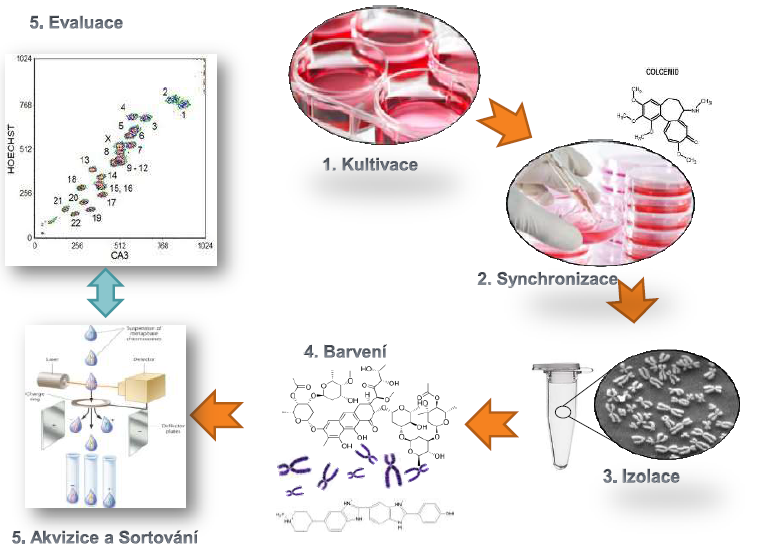 5. Evaluace
1024
768
512
256
0
HOECHST
0
256
512
768
1024
CA3
1
2
3
4
5
6
7
8
X
9 - 12
13
14
15, 16
17
18
19
20
21
22
1. Kultivace
COLCEMID
2. Synchronizace
3. Izolace
4. Barvení
Suspension of
metaphase
chromosomes
Laser
Detector
Charge
ring
Deflector
plates
5. Akvizice a Sortování